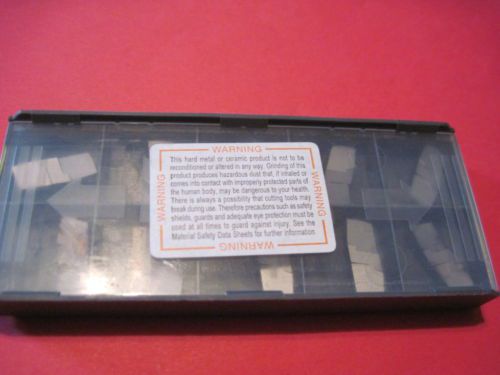 WARNING
This hard metal or ceramic product is not to be
reconditioned or altered in any way. Grinding of this
product produces hazardous dust that, if inhaled or
comes into contact with improperly protected parts of
the human body, may be dangerous to your health.
There is always a possibility that cutting tools may
break during use. Therefore precautions such as safety
shields, guards and adequate eye protection must be
used at all times to guard against injury. See the
Material Safety Data Sheets for further information
WARNING
WARNING
WARNING